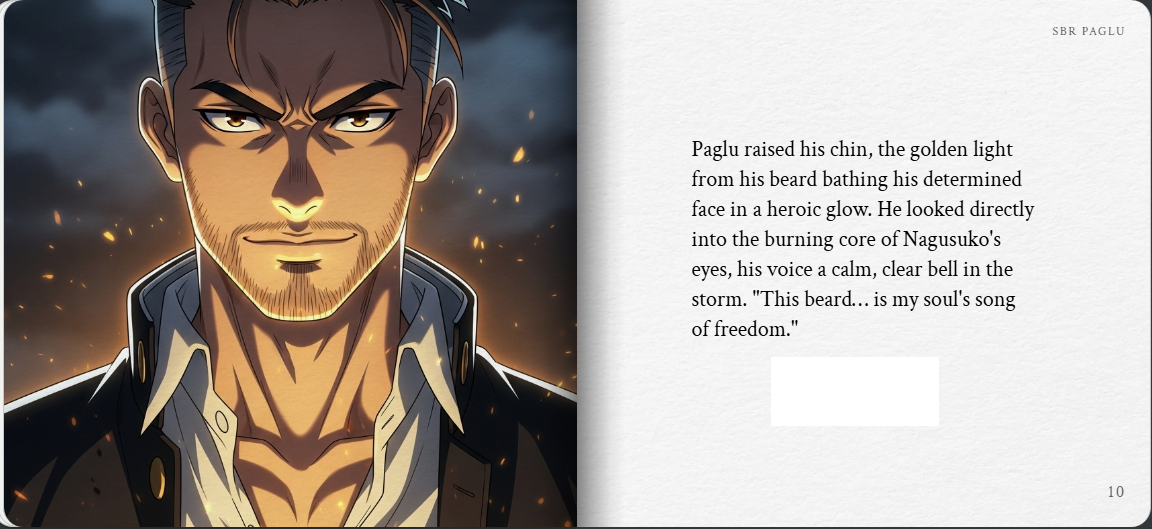 SBR PAGLU
Paglu raised his chin, the golden light
from his beard bathing his determined
face in a heroic glow. He looked directly
into the burning core of Nagusuko's
eyes, his voice a calm, clear bell in the
storm. "This beard… is my soul's song
of freedom."
10